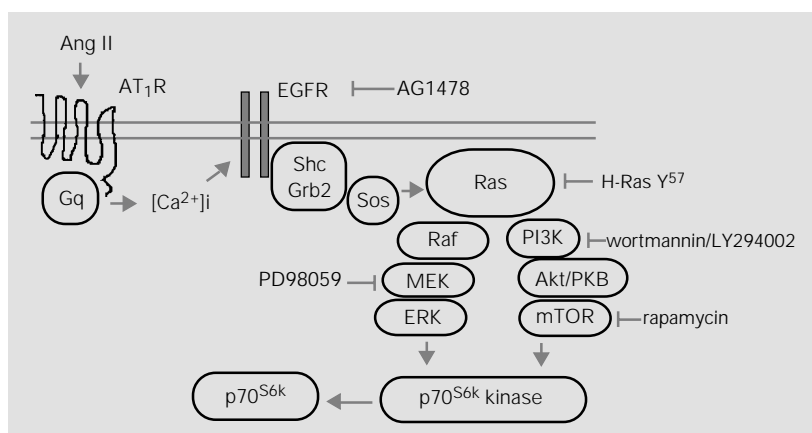 Ang II
AT₁R
EGFR
AG1478
Shc
Grb2
Gq
[Ca²⁺]i
Sos
Ras
H-Ras Y⁵⁷
Raf
PI3K
wortmannin/LY294002
PD98059
MEK
Akt/PKB
ERK
mTOR
rapamycin
p70ˢ⁶ᵏ
p70ˢ⁶ᵏ kinase